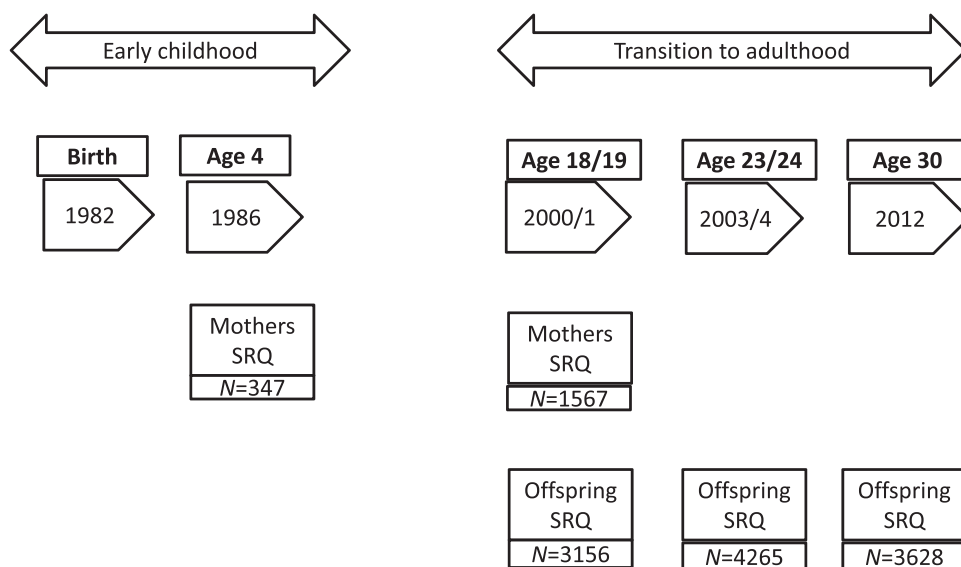 Early childhood
Transition to adulthood
Birth
Age 4
Age 18/19
Age 23/24
Age 30
1982
1986
2000/1
2003/4
2012
Mothers
SRQ
N=347
Mothers
SRQ
N=1567
Offspring
SRQ
N=3156
Offspring
SRQ
N=4265
Offspring
SRQ
N=3628